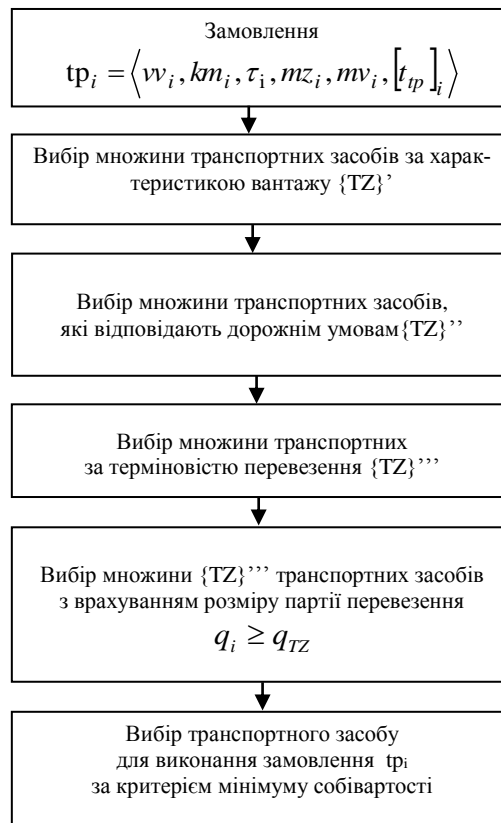 Замовлення
tp_i = ⟨vv_i, km_i, τ_i, mz_i, mv_i, [t_tp]_i⟩
Вибір множини транспортних засобів за харак-
теристикою вантажу {TZ}'
Вибір множини транспортних засобів,
які відповідають дорожнім умовам{TZ}''
Вибір множини транспортних
за терміновістю перевезення {TZ}'''
Вибір множини {TZ}''' транспортних засобів
з врахуванням розміру партії перевезення
q_i ≥ q_TZ
Вибір транспортного засобу
для виконання замовлення tp_i
за критерієм мінімуму собівартості